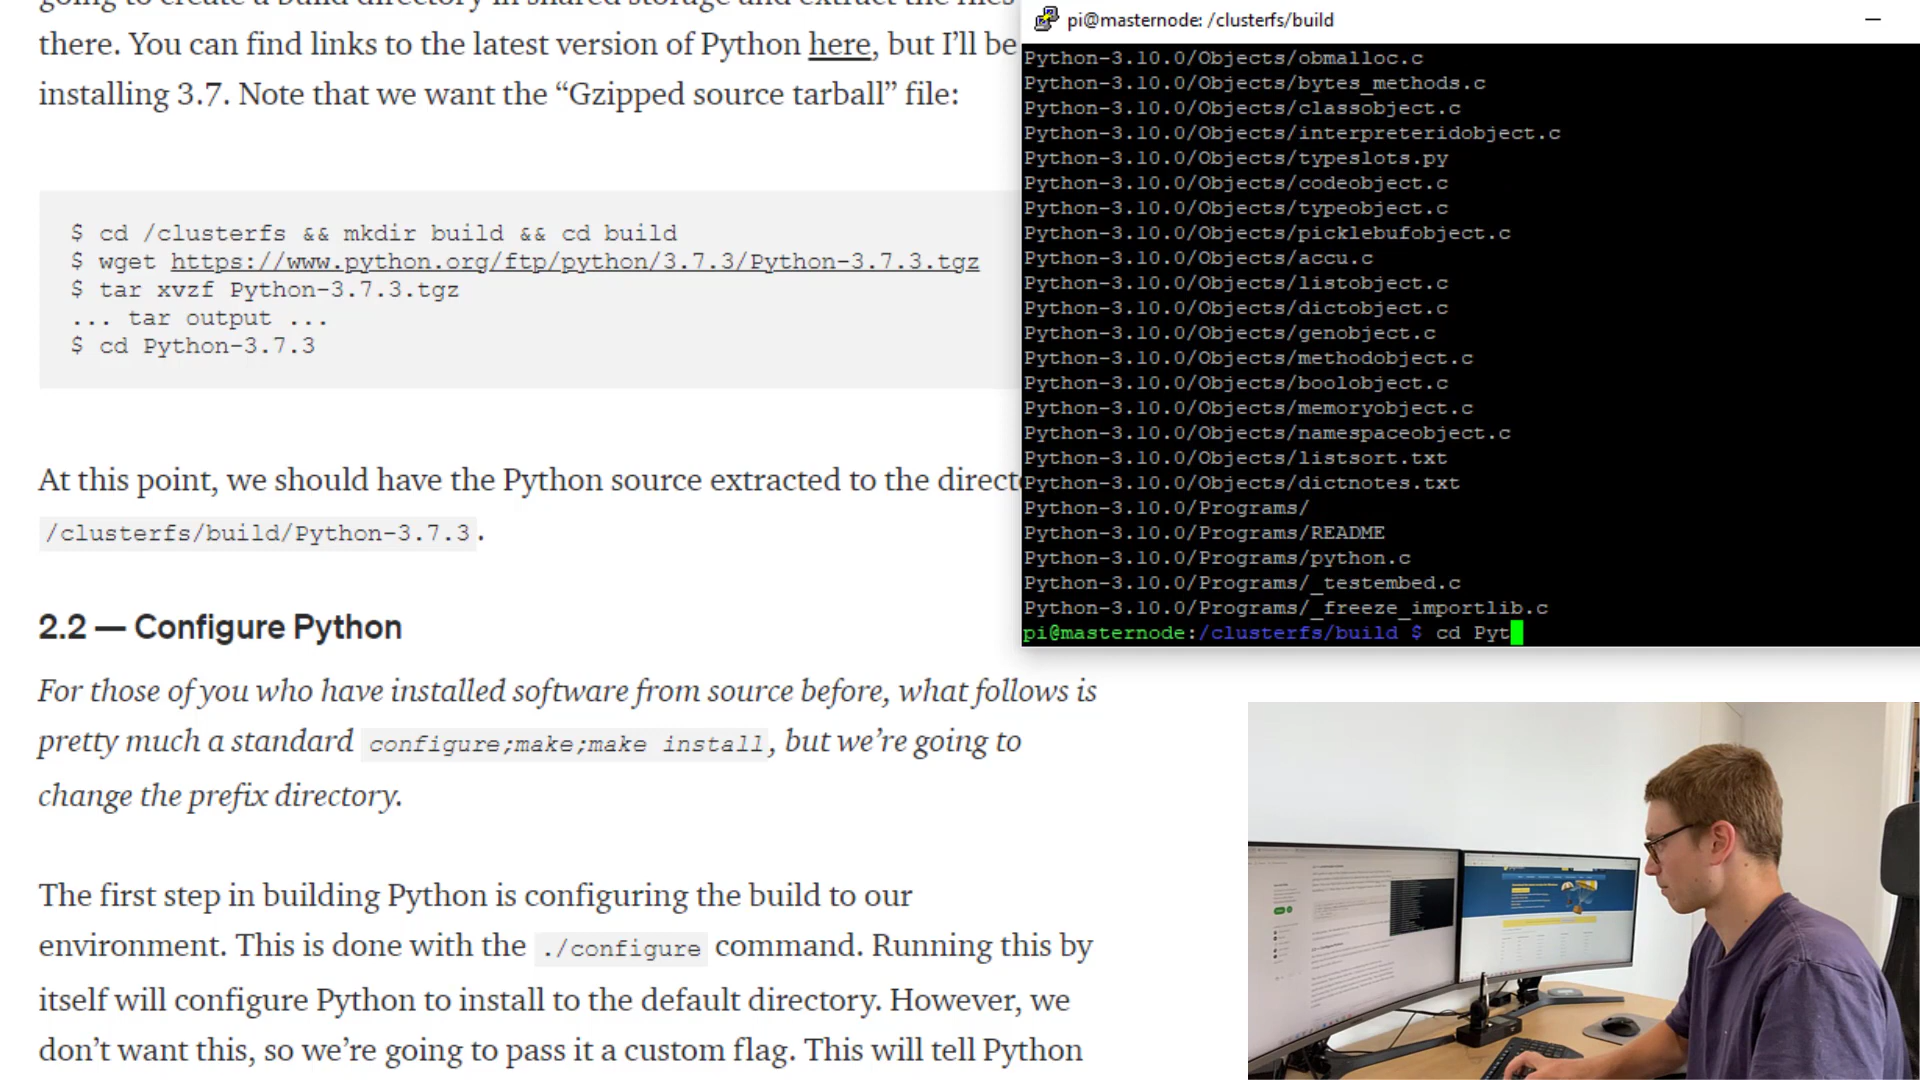 going to create a build directory in shared storage and extract the files
there. You can find links to the latest version of Python here, but I’ll be
installing 3.7. Note that we want the “Gzipped source tarball” file:
$ cd /clusterfs && mkdir build && cd build
$ wget https://www.python.org/ftp/python/3.7.3/Python-3.7.3.tgz
$ tar xvzf Python-3.7.3.tgz
... tar output ...
$ cd Python-3.7.3
At this point, we should have the Python source extracted to the direct
/clusterfs/build/Python-3.7.3.
2.2 — Configure Python
For those of you who have installed software from source before, what follows is
pretty much a standard configure;make;make install, but we’re going to
change the prefix directory.
The first step in building Python is configuring the build to our
environment. This is done with the ./configure command. Running this by
itself will configure Python to install to the default directory. However, we
don’t want this, so we’re going to pass it a custom flag. This will tell Python
pi@masternode: /clusterfs/build
Python-3.10.0/Objects/obmalloc.c
Python-3.10.0/Objects/bytes_methods.c
Python-3.10.0/Objects/classobject.c
Python-3.10.0/Objects/interpreteridobject.c
Python-3.10.0/Objects/typeslots.py
Python-3.10.0/Objects/codeobject.c
Python-3.10.0/Objects/typeobject.c
Python-3.10.0/Objects/picklebufobject.c
Python-3.10.0/Objects/accu.c
Python-3.10.0/Objects/listobject.c
Python-3.10.0/Objects/dictobject.c
Python-3.10.0/Objects/genobject.c
Python-3.10.0/Objects/methodobject.c
Python-3.10.0/Objects/boolobject.c
Python-3.10.0/Objects/memoryobject.c
Python-3.10.0/Objects/namespaceobject.c
Python-3.10.0/Objects/listsort.txt
Python-3.10.0/Objects/dictnotes.txt
Python-3.10.0/Programs/
Python-3.10.0/Programs/README
Python-3.10.0/Programs/python.c
Python-3.10.0/Programs/_testembed.c
Python-3.10.0/Programs/_freeze_importlib.c
pi@masternode:/clusterfs/build $ cd Pyt